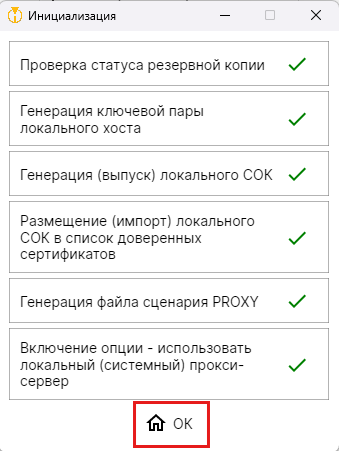 Инициализация
Проверка статуса резервной копии
Генерация ключевой пары
локального хоста
Генерация (выпуск) локального СОК
Размещение (импорт) локального
СОК в список доверенных
сертификатов
Генерация файла сценария PROXY
Включение опции - использовать
локальный (системный) прокси-
сервер
ОК